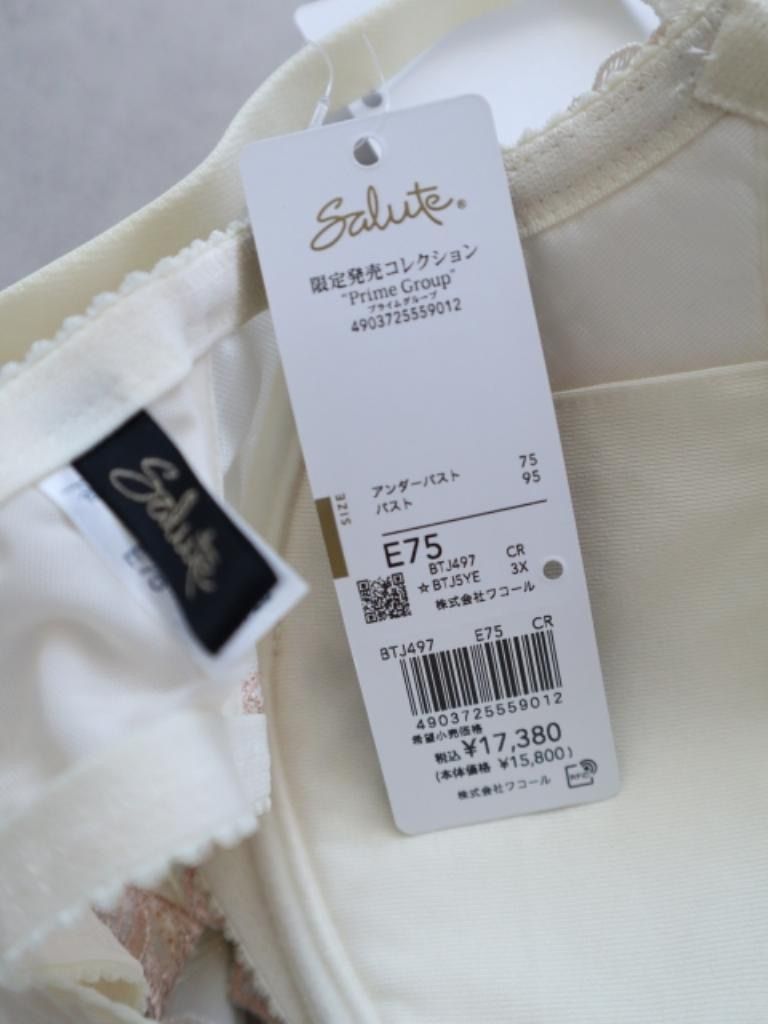 Salute®
限定発売コレクション
"Prime Group"
プライムグループ
4903725559012
アンダーバスト 75
バスト 95
SIZE
E75
BTJ497 CR
☆BTJ5YE 3X
株式会社ワコール
BTJ497 E75 CR
4903725559012
希望小売価格
税込 ¥17,380
(本体価格 ¥15,800)
株式会社ワコール
RFID
Salute
E75